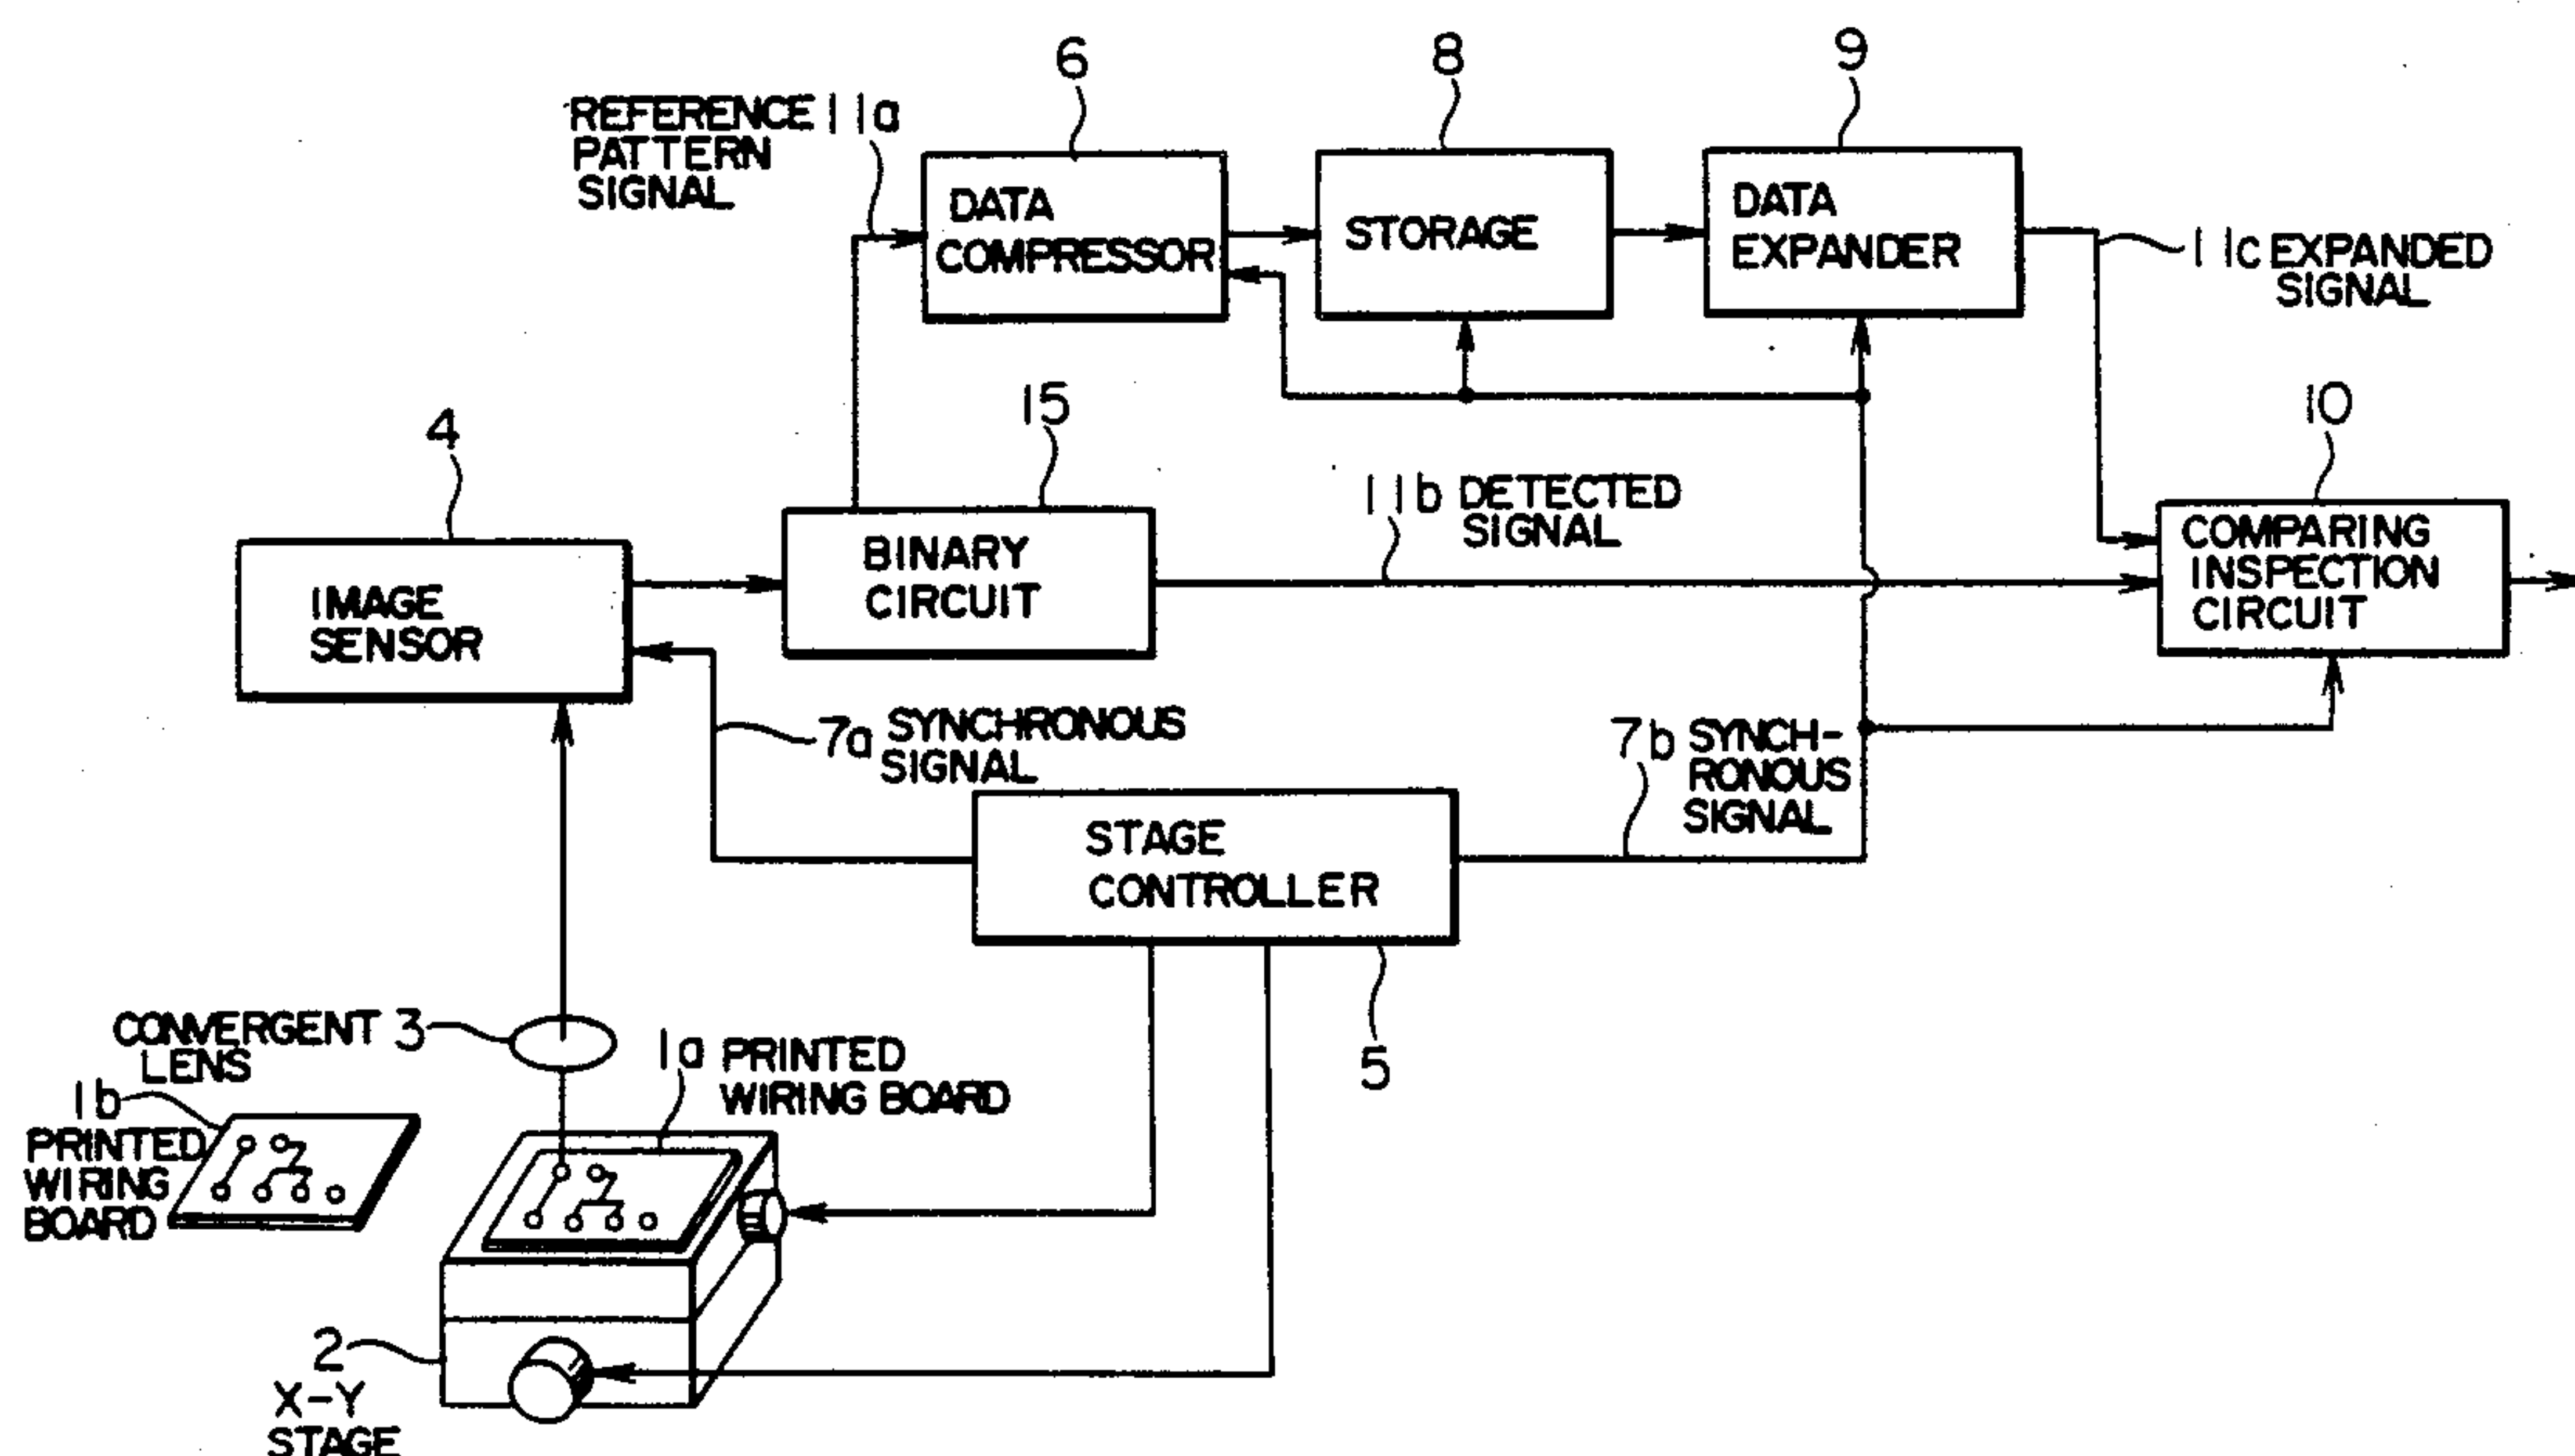 6
8
9
REFERENCE 11a
PATTERN
SIGNAL
DATA
COMPRESSOR
STORAGE
DATA
EXPANDER
11c EXPANDED
SIGNAL
4
15
10
11b DETECTED
SIGNAL
IMAGE
SENSOR
BINARY
CIRCUIT
COMPARING
INSPECTION
CIRCUIT
7a SYNCHRONOUS
SIGNAL
7b SYNCH-
RONOUS
SIGNAL
STAGE
CONTROLLER
5
CONVERGENT 3
LENS
1a PRINTED
WIRING BOARD
1b
PRINTED
WIRING
BOARD
2
X-Y
STAGE